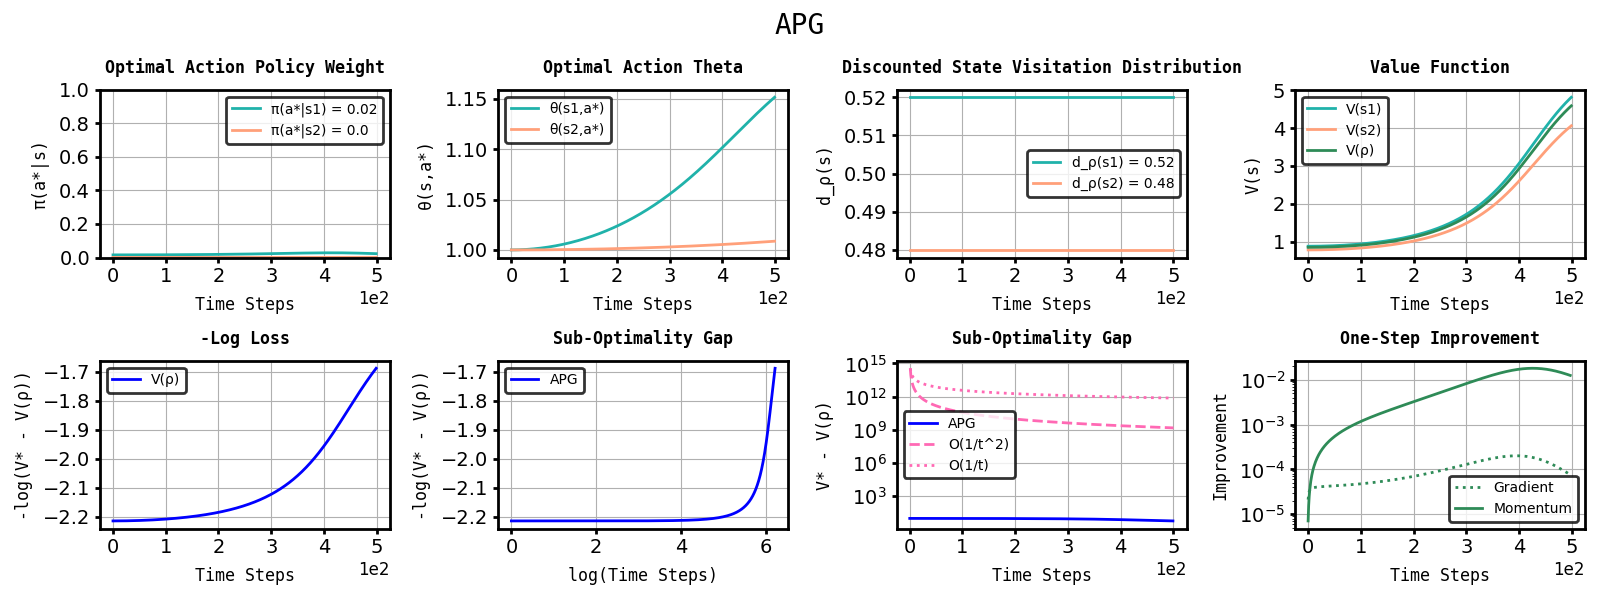 APG
Optimal Action Policy Weight
π(a*|s)
1.0
0.8
0.6
0.4
0.2
0.0
π(a*|s1) = 0.02
π(a*|s2) = 0.0
0 1 2 3 4 5
1e2
Time Steps
Optimal Action Theta
θ(s,a*)
1.15
1.10
1.05
1.00
θ(s1,a*)
θ(s2,a*)
0 1 2 3 4 5
1e2
Time Steps
Discounted State Visitation Distribution
d_ρ(s)
0.52
0.51
0.50
0.49
0.48
d_ρ(s1) = 0.52
d_ρ(s2) = 0.48
0 1 2 3 4 5
1e2
Time Steps
Value Function
V(s)
5
4
3
2
1
V(s1)
V(s2)
V(ρ)
0 1 2 3 4 5
1e2
Time Steps
-Log Loss
-log(V* - V(ρ))
−1.7
−1.8
−1.9
−2.0
−2.1
−2.2
V(ρ)
0 1 2 3 4 5
1e2
Time Steps
Sub-Optimality Gap
-log(V* - V(ρ))
−1.7
−1.8
−1.9
−2.0
−2.1
−2.2
APG
0 2 4 6
log(Time Steps)
Sub-Optimality Gap
V* - V(ρ)
10^15
10^12
10^9
10^6
10^3
APG
O(1/t^2)
O(1/t)
0 1 2 3 4 5
1e2
Time Steps
One-Step Improvement
Improvement
10^−2
10^−3
10^−4
10^−5
Gradient
Momentum
0 1 2 3 4 5
1e2
Time Steps